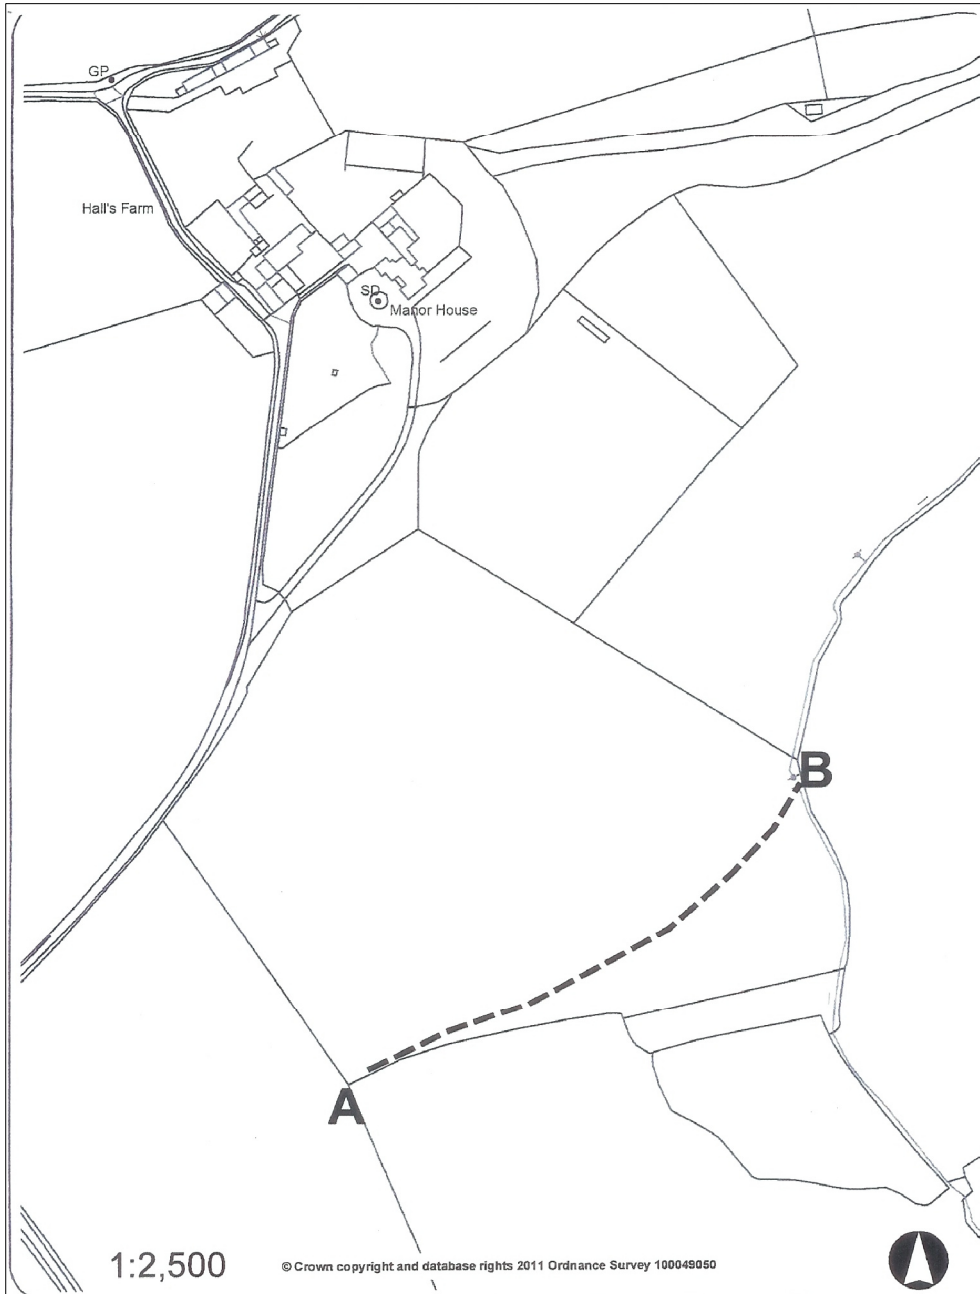 GP
Hall's Farm
SD
Manor House
B
A
1:2,500
© Crown copyright and database rights 2011 Ordnance Survey 100049050